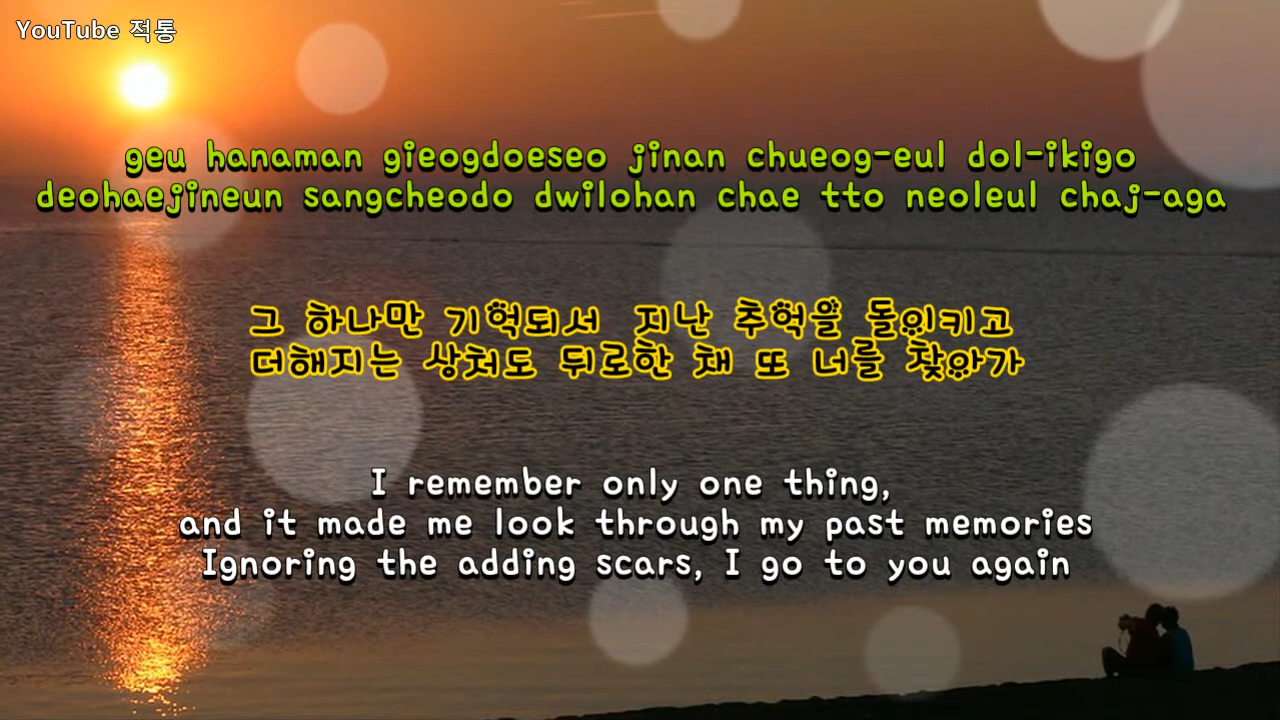 YouTube 적통
geu hanaman gieogdoeseo jinan chueog-eul dol-ikigo
deohaejineun sangcheodo dwilohan chae tto neoleul chaj-aga
그 하나만 기억되서 지난 추억을 돌이키고
더해지는 상처도 뒤로한 채 또 너를 찾아가
I remember only one thing,
and it made me look through my past memories
Ignoring the adding scars, I go to you again